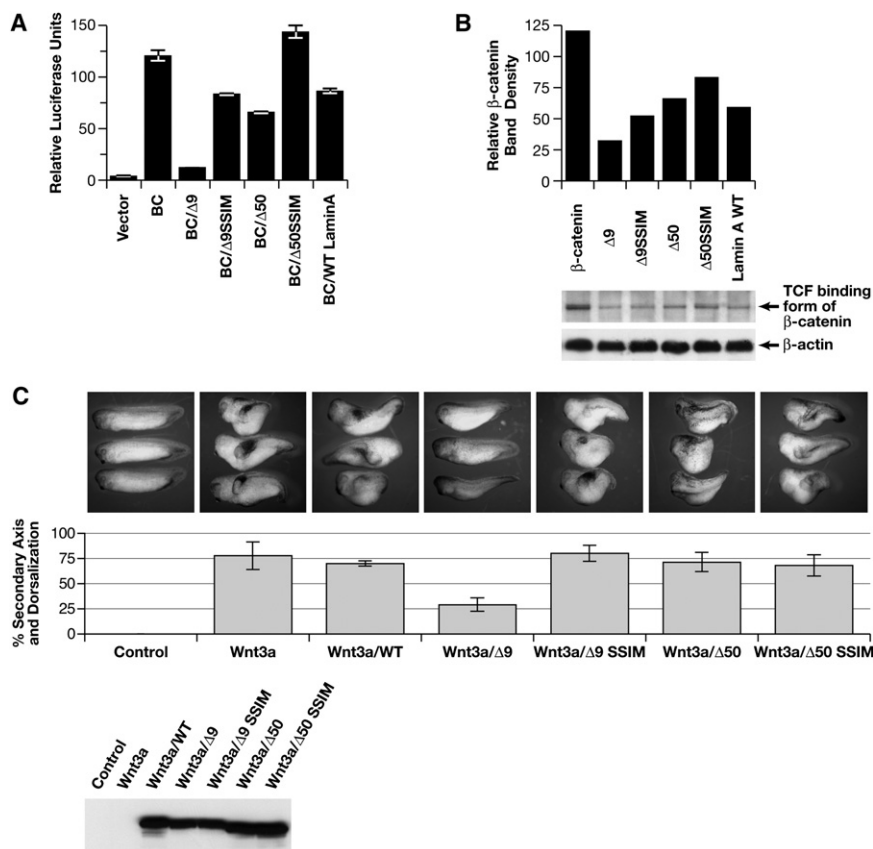 A
Relative Luciferase Units
150
100
50
0
Vector
BC
BC/Δ9
BC/Δ9SSIM
BC/Δ50
BC/Δ50SSIM
BC/WT LaminA
B
Relative β-catenin
Band Density
125
100
75
50
25
0
β-catenin
Δ9
Δ9SSIM
Δ50
Δ50SSIM
Lamin A WT
TCF binding
form of
β-catenin
β-actin
C
% Secondary Axis
and Dorsalization
100
75
50
25
0
Control
Wnt3a
Wnt3a/WT
Wnt3a/Δ9
Wnt3a/Δ9 SSIM
Wnt3a/Δ50
Wnt3a/Δ50 SSIM
Control
Wnt3a
Wnt3a/WT
Wnt3a/Δ9
Wnt3a/Δ9 SSIM
Wnt3a/Δ50
Wnt3a/Δ50 SSIM